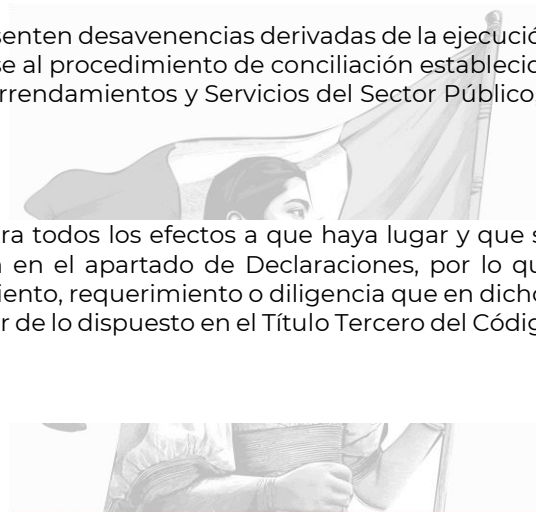 senten desavenencias derivadas de la ejecució
se al procedimiento de conciliación establecid
rrendamientos y Servicios del Sector Público,
ra todos los efectos a que haya lugar y que s
en el apartado de Declaraciones, por lo qu
iento, requerimiento o diligencia que en dicho
r de lo dispuesto en el Título Tercero del Códig